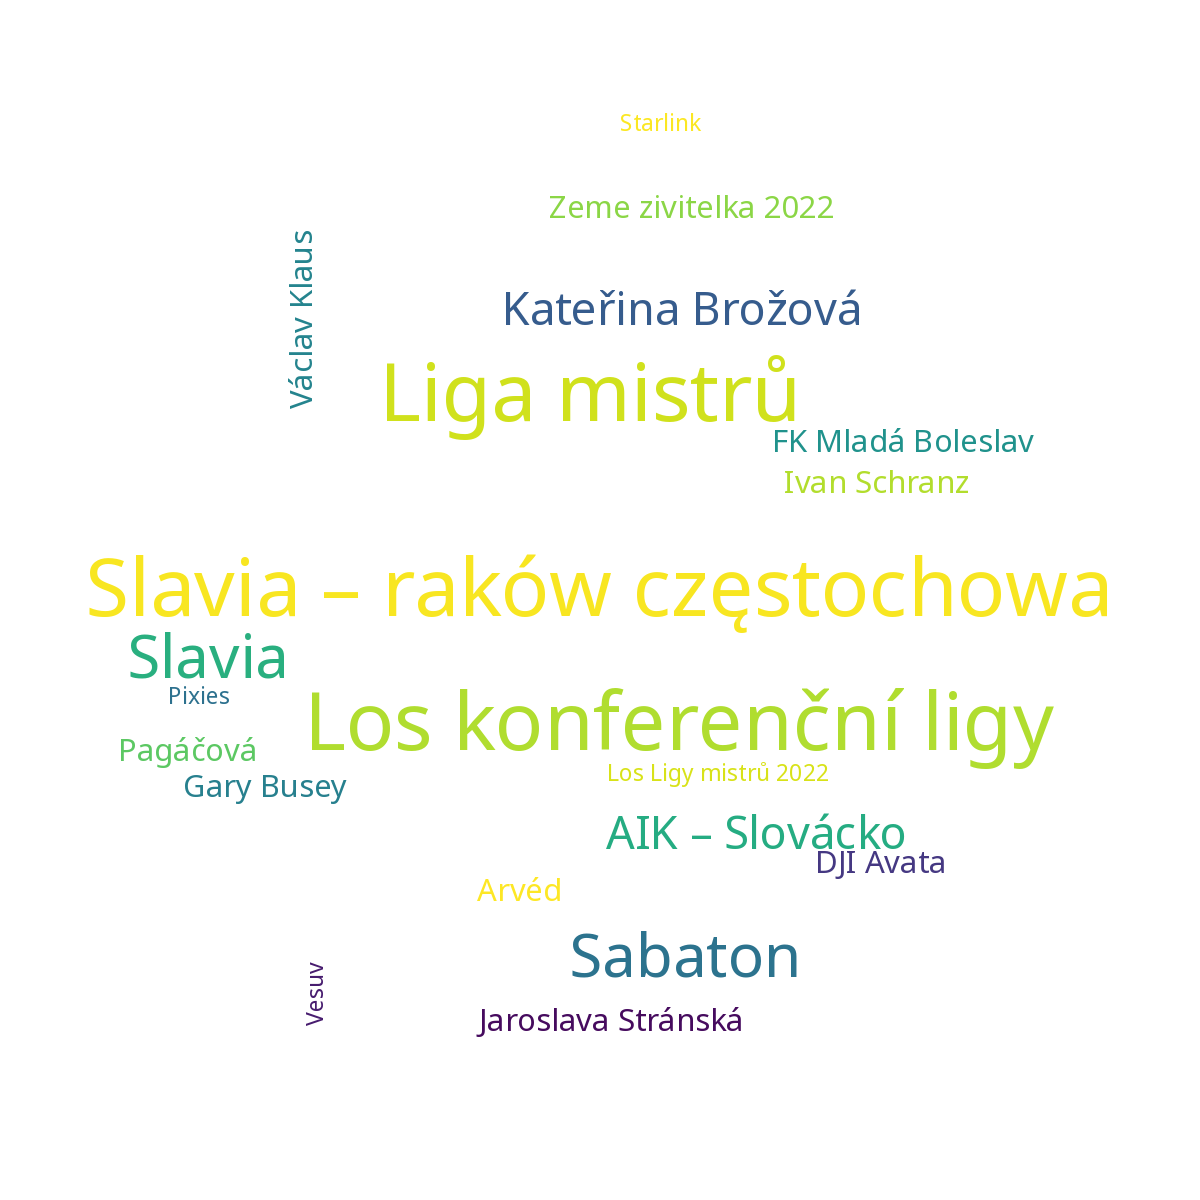 Starlink
Zeme zivitelka 2022
Václav Klaus
Kateřina Brožová
Liga mistrů
FK Mladá Boleslav
Ivan Schranz
Slavia – raków częstochowa
Slavia
Pixies
Los konferenční ligy
Pagáčová
Los Ligy mistrů 2022
Gary Busey
AIK – Slovácko
DJI Avata
Arvéd
Sabaton
Vesuv
Jaroslava Stránská